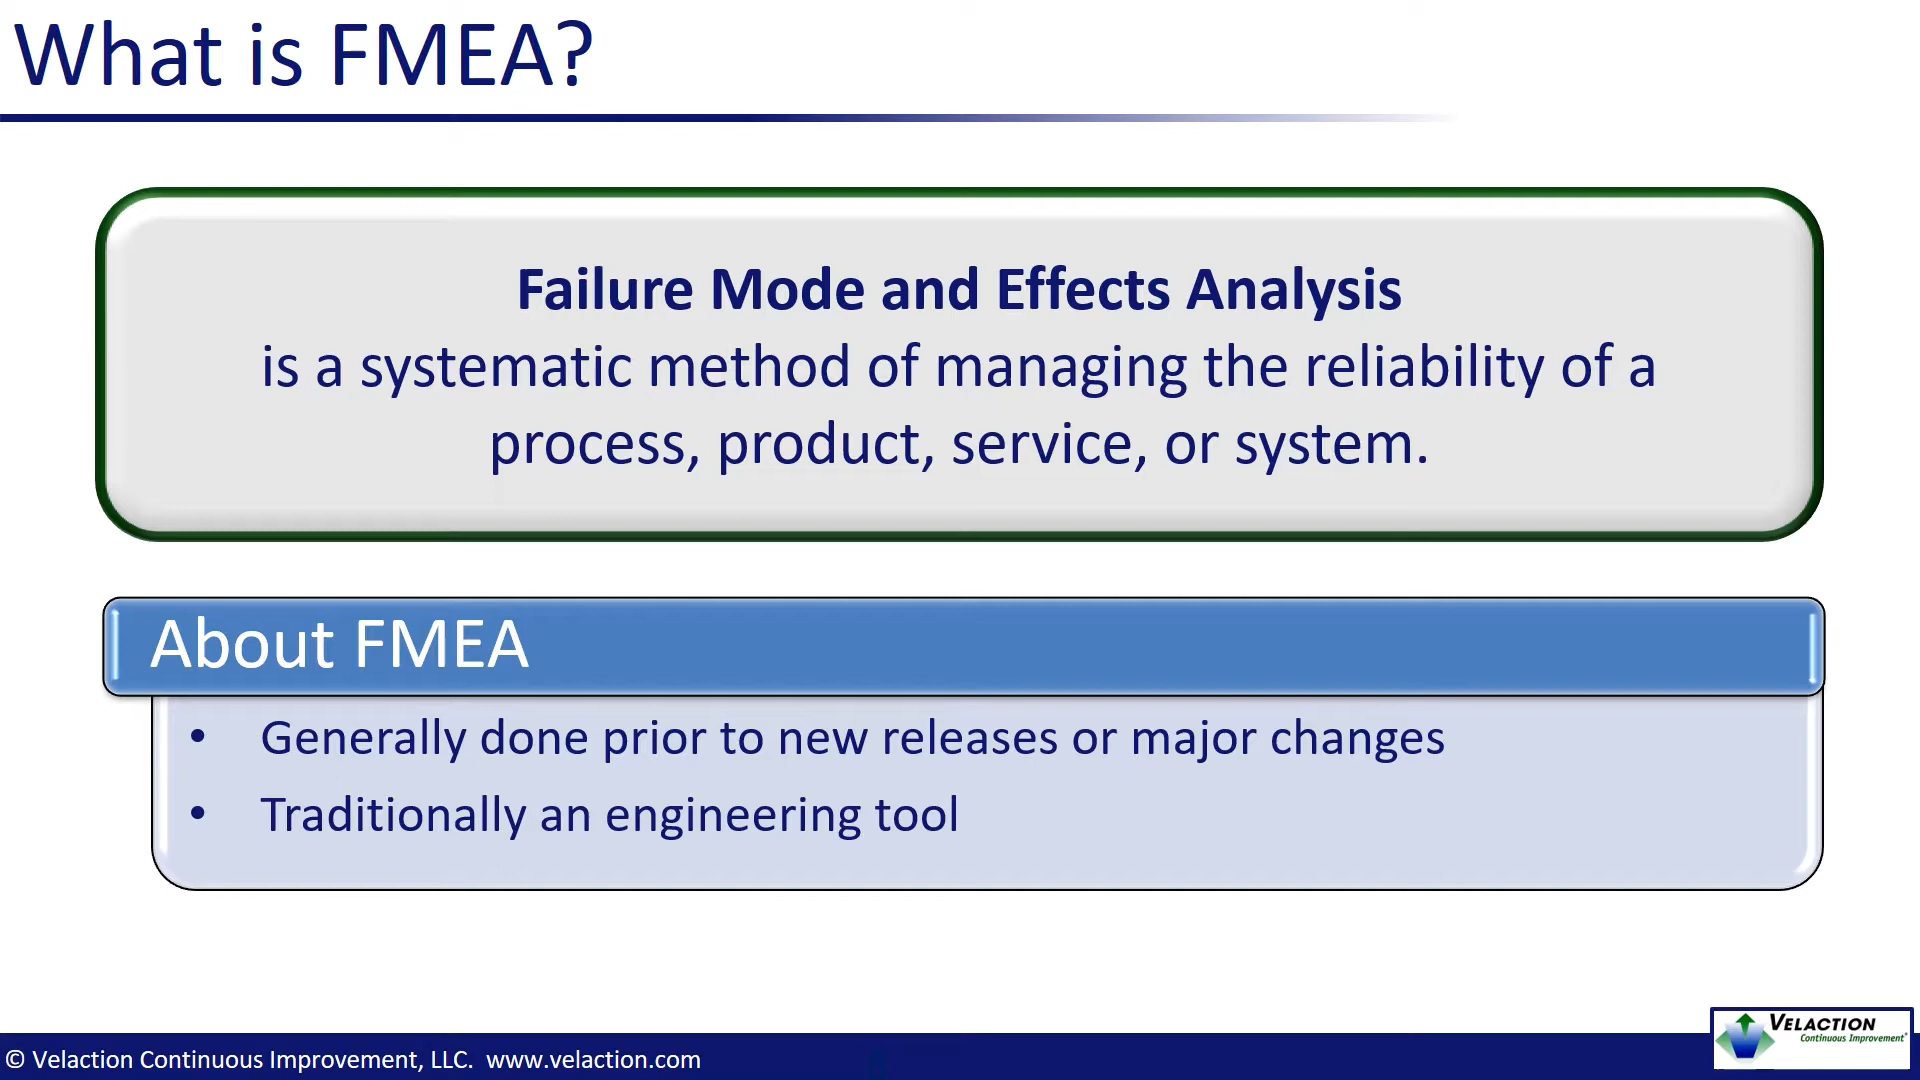 What is FMEA?
Failure Mode and Effects Analysis
is a systematic method of managing the reliability of a
process, product, service, or system.
About FMEA
• Generally done prior to new releases or major changes
• Traditionally an engineering tool
© Velaction Continuous Improvement, LLC. www.velaction.com
VELACTION
Continuous Improvement